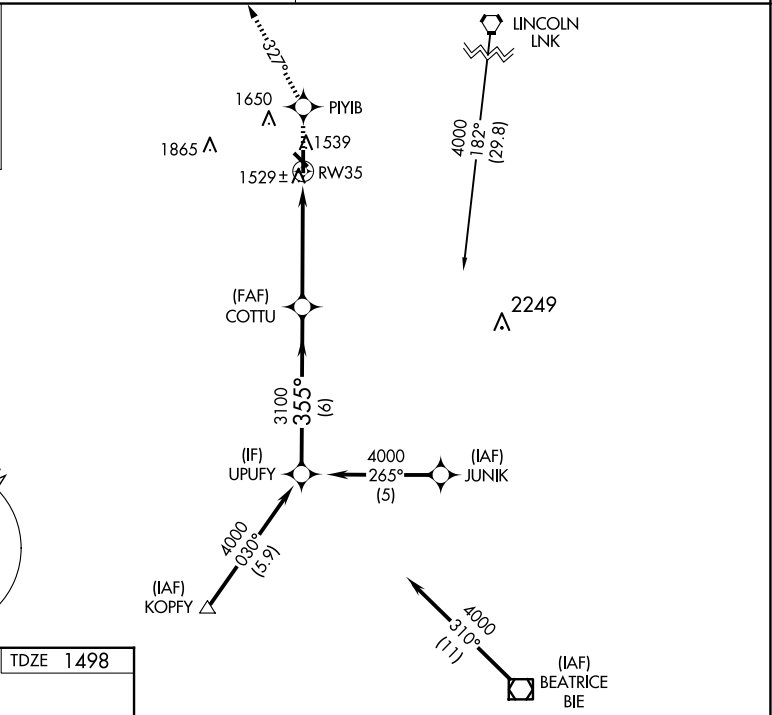 LINCOLN
LNK
327°
1650
PIYIB
1865
1539
1529±
RW35
4000
182°
(29.8)
(FAF)
COTTU
2249
3100
355°
(6)
(IF)
UPUFY
4000
265°
(5)
(IAF)
JUNIK
4000
030°
(5.9)
(IAF)
KOPFY
4000
310°
(11)
(IAF)
BEATRICE
BIE
TDZE 1498